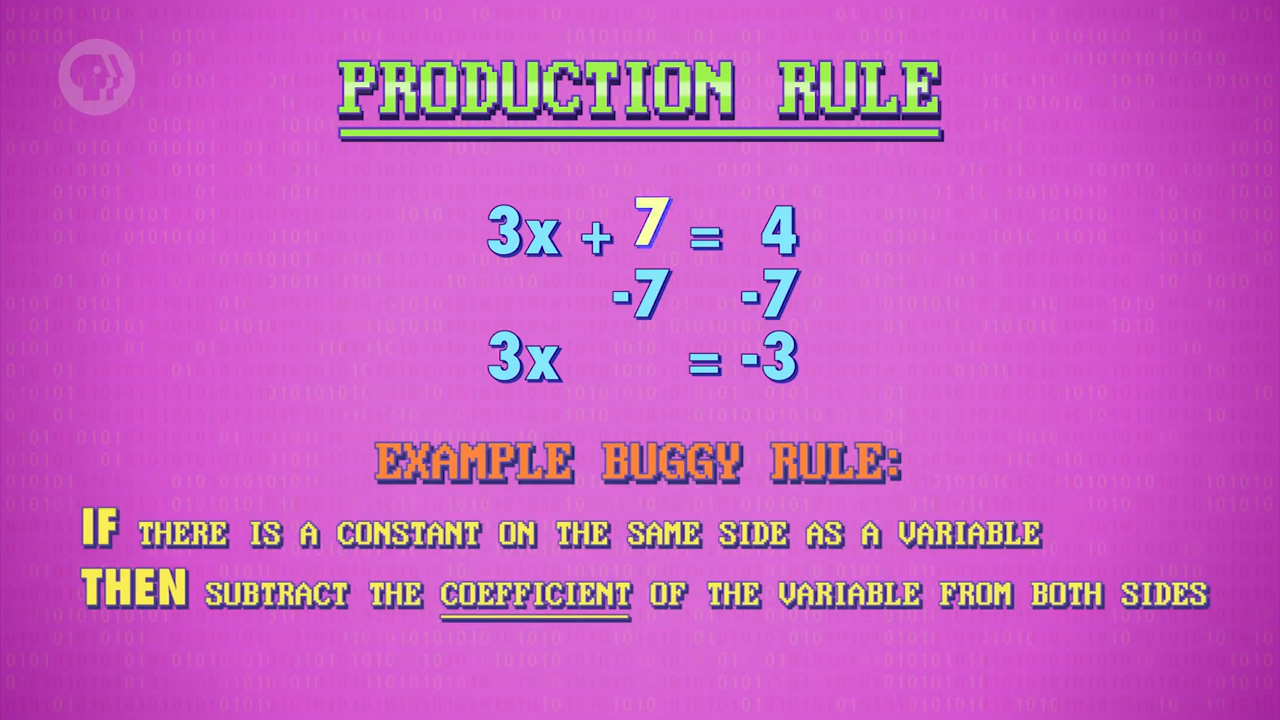 PRODUCTION RULE
3x + 7 = 4
-7 -7
3x = -3
EXAMPLE BUGGY RULE:
IF THERE IS A CONSTANT ON THE SAME SIDE AS A VARIABLE
THEN SUBTRACT THE COEFFICIENT OF THE VARIABLE FROM BOTH SIDES